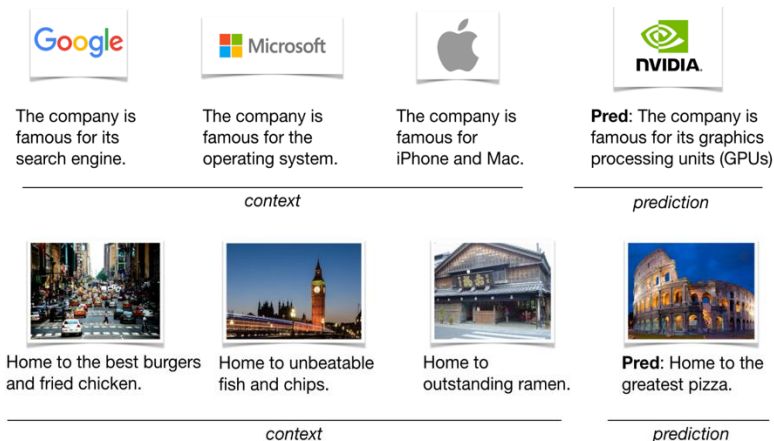 Google
Microsoft
NVIDIA.
The company is
famous for its
search engine.
The company is
famous for the
operating system.
The company is
famous for
iPhone and Mac.
Pred: The company is
famous for its graphics
processing units (GPUs)
context
prediction
Home to the best burgers
and fried chicken.
Home to unbeatable
fish and chips.
Home to
outstanding ramen.
Pred: Home to the
greatest pizza.
context
prediction